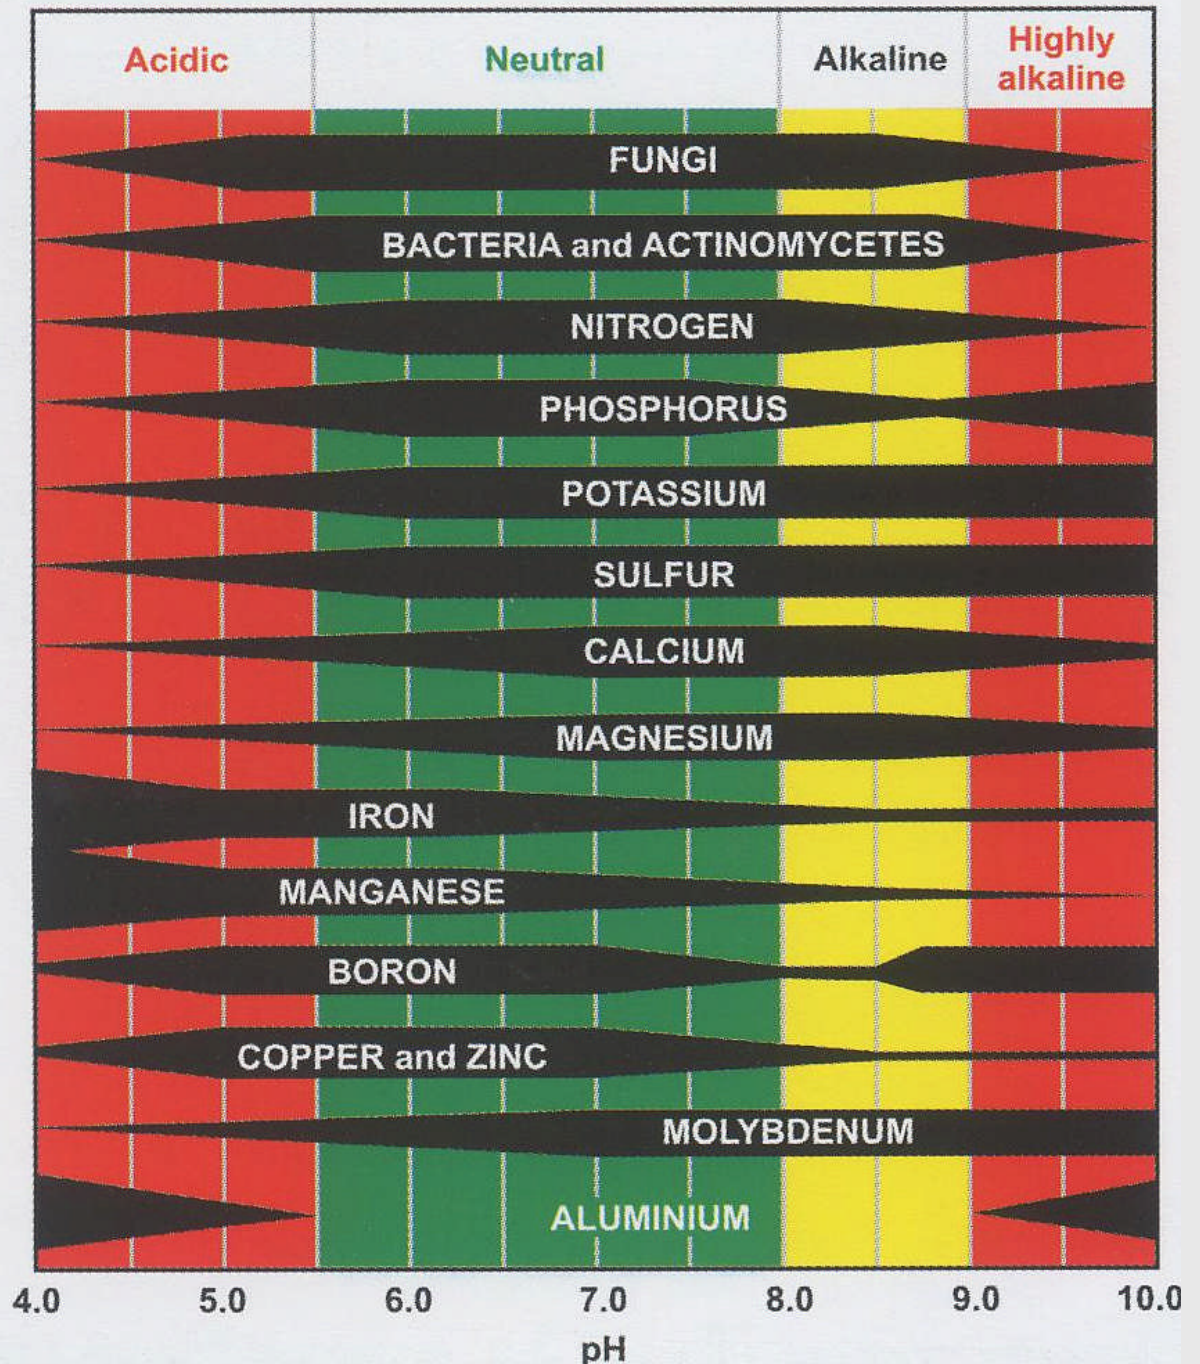 Acidic
Neutral
Alkaline
Highly
alkaline
FUNGI
BACTERIA and ACTINOMYCETES
NITROGEN
PHOSPHORUS
POTASSIUM
SULFUR
CALCIUM
MAGNESIUM
IRON
MANGANESE
BORON
COPPER and ZINC
MOLYBDENUM
ALUMINIUM
4.0 5.0 6.0 7.0 8.0 9.0 10.0
pH